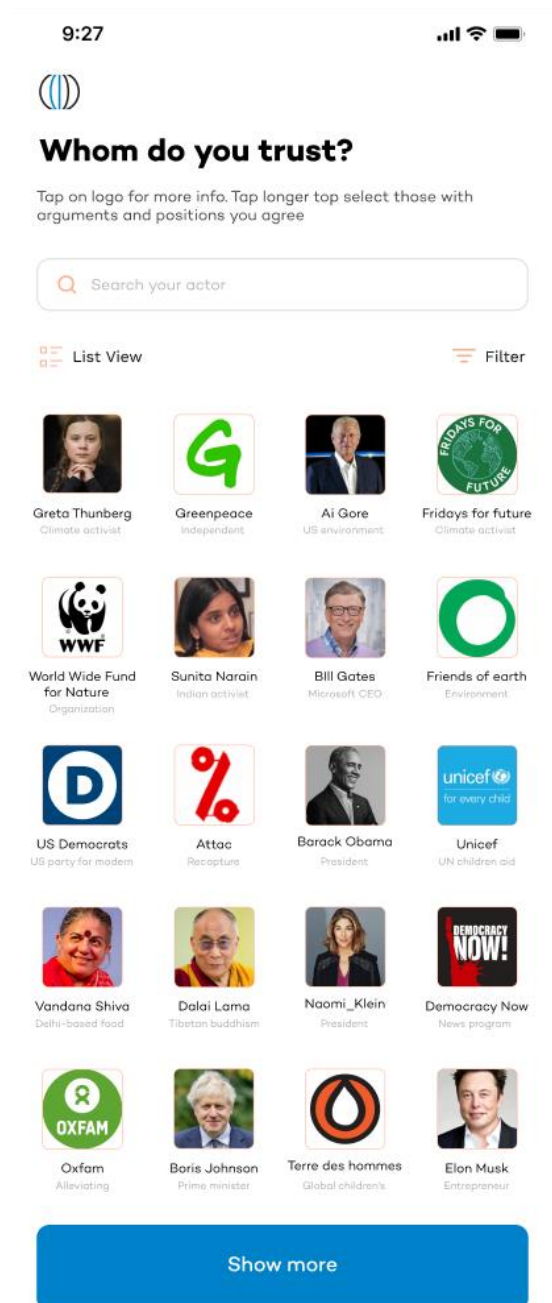 9:27
Whom do you trust?
Tap on logo for more info. Tap longer top select those with
arguments and positions you agree
Search your actor
List View
Filter
FRIDAYS FOR
FUTURE
Greta Thunberg
Greenpeace
Ai Gore
Fridays for future
Climate activist
Independent
US environment
Climate activist
WWF
World Wide Fund
for Nature
Sunita Narain
BIll Gates
Friends of earth
Organization
Indian activist
Microsoft CEO
Environment
D
%
unicef
for every child
US Democrats
Attac
Barack Obama
Unicef
US party for modern
Recapture
President
UN children aid
DEMOCRACY
NOW!
Vandana Shiva
Dalai Lama
Naomi_Klein
Democracy Now
Delhi-based food
Tibetan buddhism
President
News program
OXFAM
Oxfam
Boris Johnson
Terre des hommes
Elon Musk
Alleviating
Prime minister
Global children's
Entrepreneur
Show more